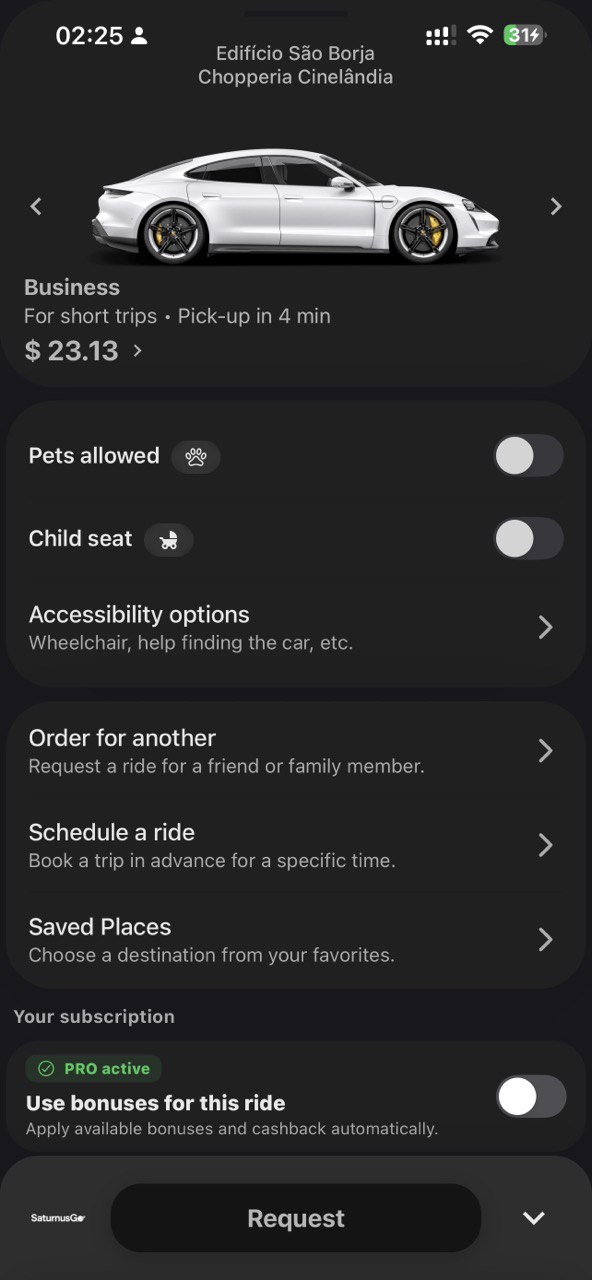 02:25
31
Edifício São Borja
Chopperia Cinelândia
Business
For short trips • Pick-up in 4 min
$ 23.13
Pets allowed
Child seat
Accessibility options
Wheelchair, help finding the car, etc.
Order for another
Request a ride for a friend or family member.
Schedule a ride
Book a trip in advance for a specific time.
Saved Places
Choose a destination from your favorites.
Your subscription
PRO active
Use bonuses for this ride
Apply available bonuses and cashback automatically.
SaturnusGo
Request